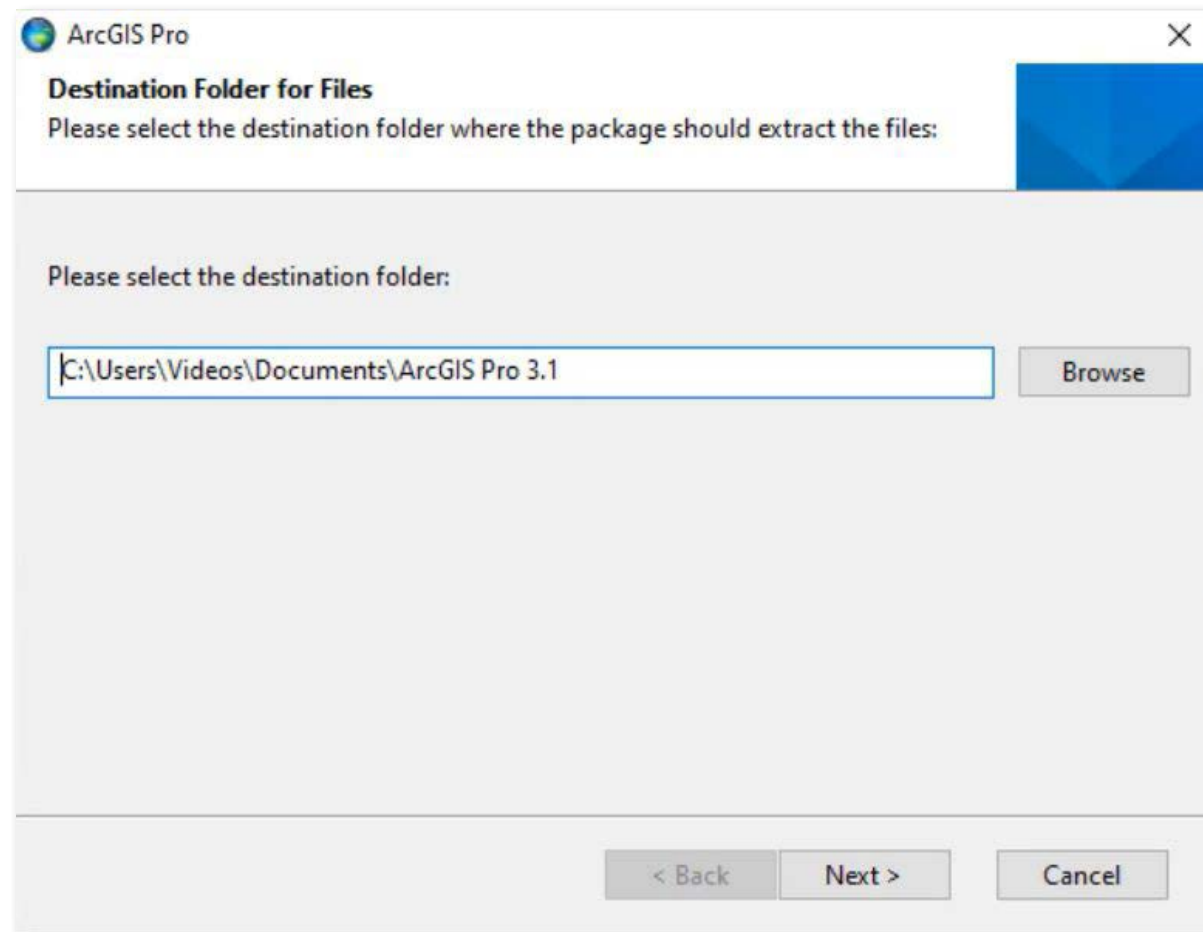 ArcGIS Pro
Destination Folder for Files
Please select the destination folder where the package should extract the files:
Please select the destination folder:
C:\Users\Videos\Documents\ArcGIS Pro 3.1
Browse
< Back
Next >
Cancel